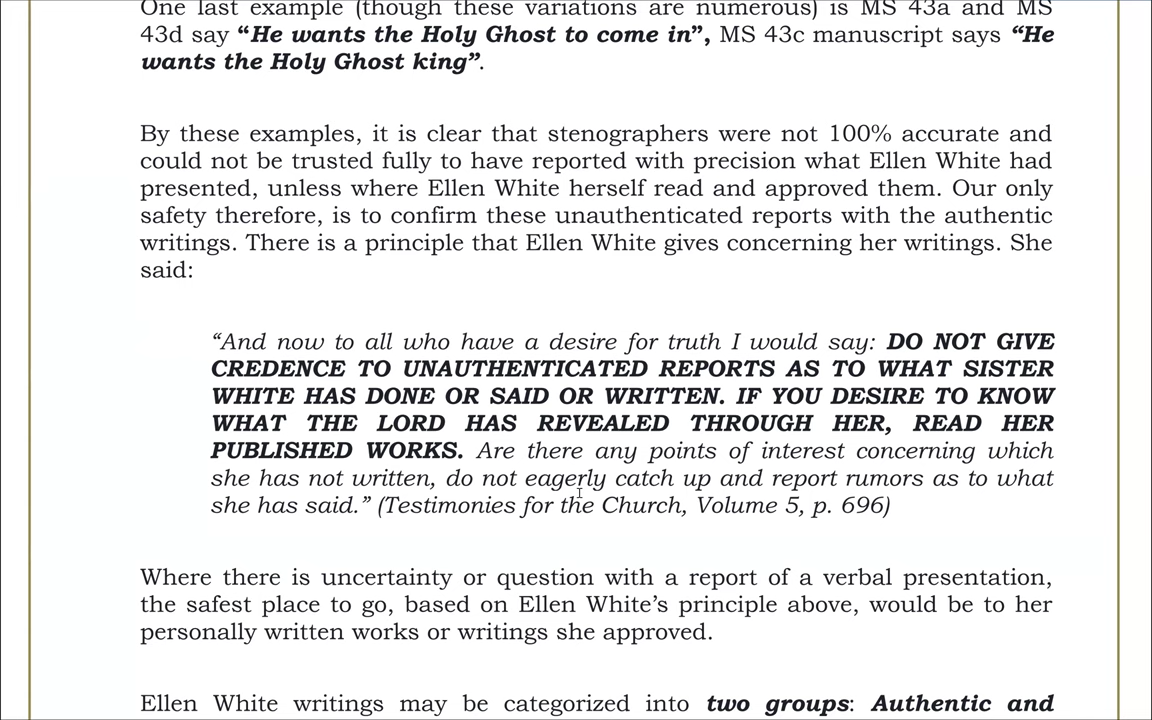 One last example (though these variations are numerous) is MS 43a and MS
43d say “He wants the Holy Ghost to come in”, MS 43c manuscript says “He
wants the Holy Ghost king”.
By these examples, it is clear that stenographers were not 100% accurate and
could not be trusted fully to have reported with precision what Ellen White had
presented, unless where Ellen White herself read and approved them. Our only
safety therefore, is to confirm these unauthenticated reports with the authentic
writings. There is a principle that Ellen White gives concerning her writings. She
said:
“And now to all who have a desire for truth I would say: DO NOT GIVE
CREDENCE TO UNAUTHENTICATED REPORTS AS TO WHAT SISTER
WHITE HAS DONE OR SAID OR WRITTEN. IF YOU DESIRE TO KNOW
WHAT THE LORD HAS REVEALED THROUGH HER, READ HER
PUBLISHED WORKS. Are there any points of interest concerning which
she has not written, do not eagerly catch up and report rumors as to what
she has said.” (Testimonies for the Church, Volume 5, p. 696)
Where there is uncertainty or question with a report of a verbal presentation,
the safest place to go, based on Ellen White’s principle above, would be to her
personally written works or writings she approved.
Ellen White writings may be categorized into two groups: Authentic and